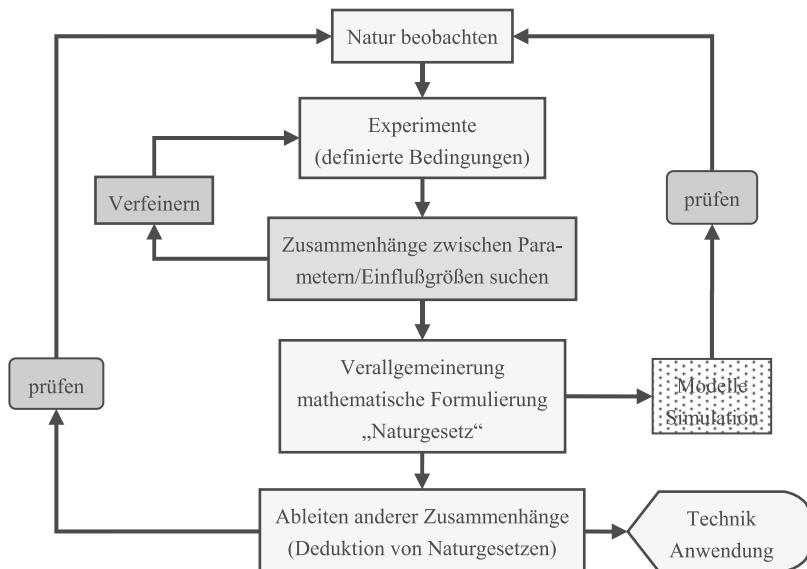 Natur beobachten
Experimente
(definierte Bedingungen)
Verfeinern
prüfen
Zusammenhänge zwischen Para-
metern/Einflußgrößen suchen
Verallgemeinerung
mathematische Formulierung
„Naturgesetz“
prüfen
Modelle
Simulation
Ableiten anderer Zusammenhänge
(Deduktion von Naturgesetzen)
Technik
Anwendung